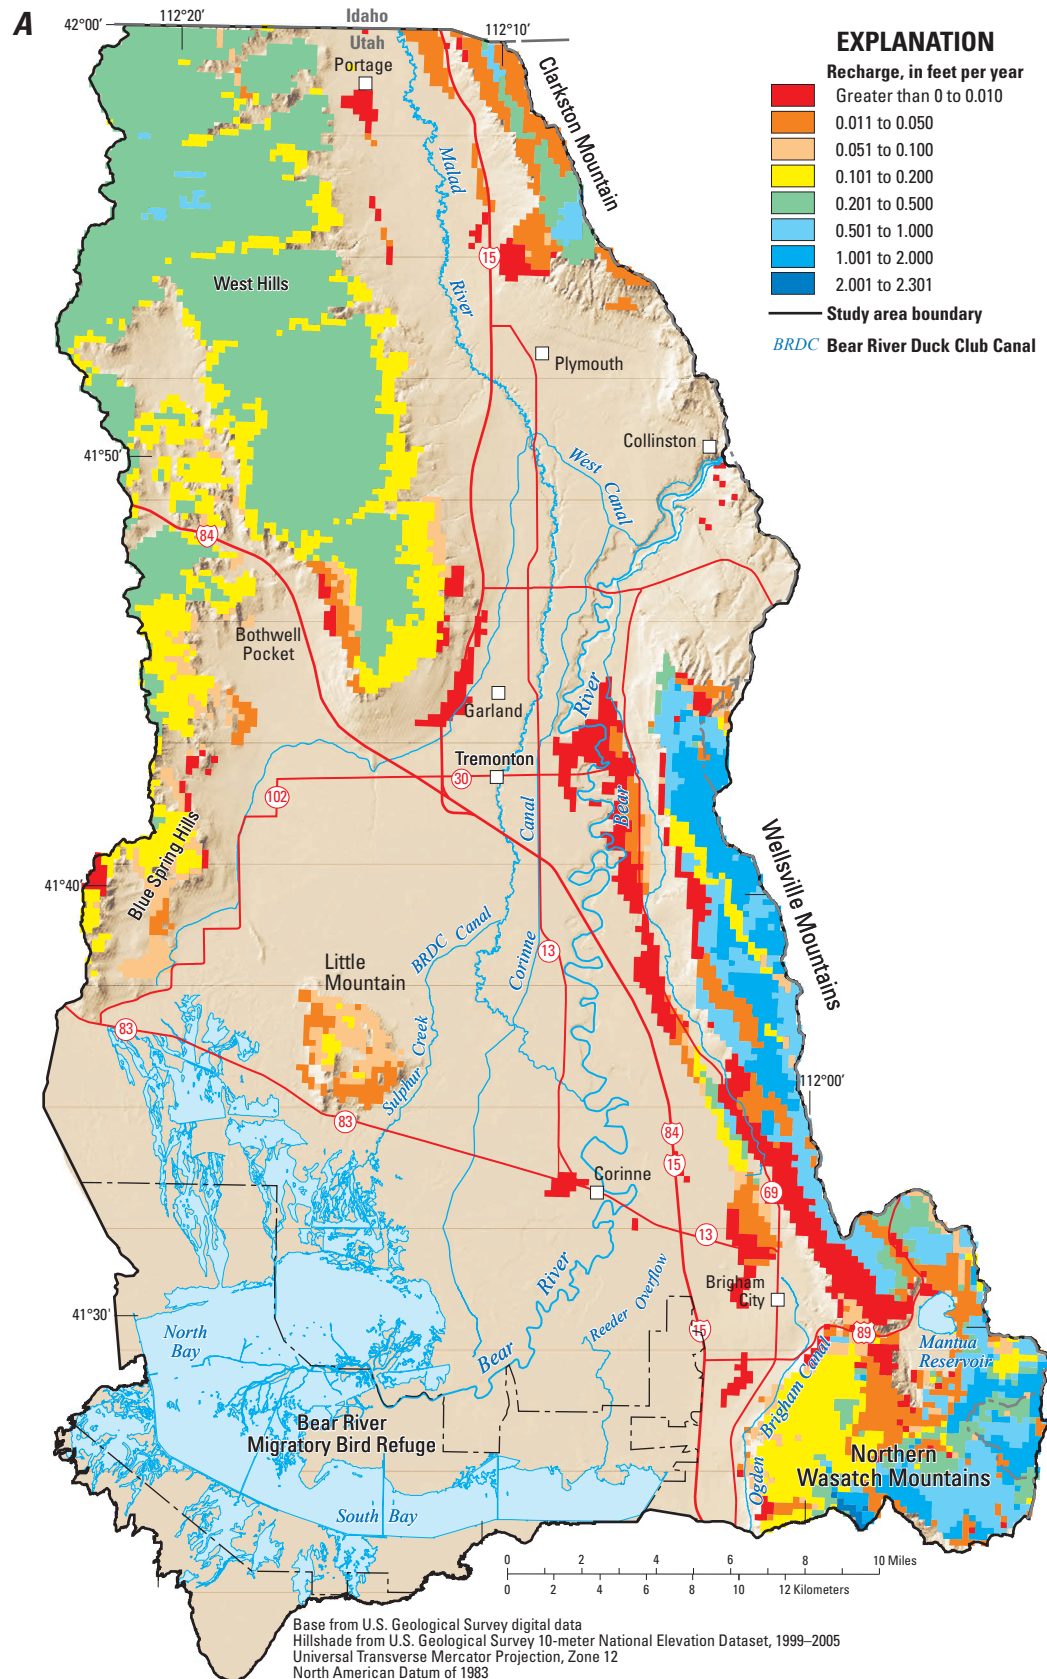 A
42°00'
112°20'
Idaho
Utah
112°10'
Portage
Clarkston Mountain
Malad
River
15
West Hills
Plymouth
Collinston
41°50'
West
Canal
84
Bothwell
Pocket
Garland
River
Tremonton
30
102
Bear
Canal
Blue Spring Hills
41°40'
Wellsville Mountains
BRDC Canal
Corinne
13
Little
Mountain
Sulphur Creek
83
83
112°00'
84
15
Corinne
69
13
River
Reeder Overflow
Brigham
City
41°30'
15
89
North
Bay
Bear
Mantua
Reservoir
Brigham Canal
Ogden
Bear River
Migratory Bird Refuge
Northern
Wasatch Mountains
South Bay
EXPLANATION
Recharge, in feet per year
Greater than 0 to 0.010
0.011 to 0.050
0.051 to 0.100
0.101 to 0.200
0.201 to 0.500
0.501 to 1.000
1.001 to 2.000
2.001 to 2.301
Study area boundary
BRDC Bear River Duck Club Canal
0 2 4 6 8 10 Miles
0 2 4 6 8 10 12 Kilometers
Base from U.S. Geological Survey digital data
Hillshade from U.S. Geological Survey 10-meter National Elevation Dataset, 1999–2005
Universal Transverse Mercator Projection, Zone 12
North American Datum of 1983